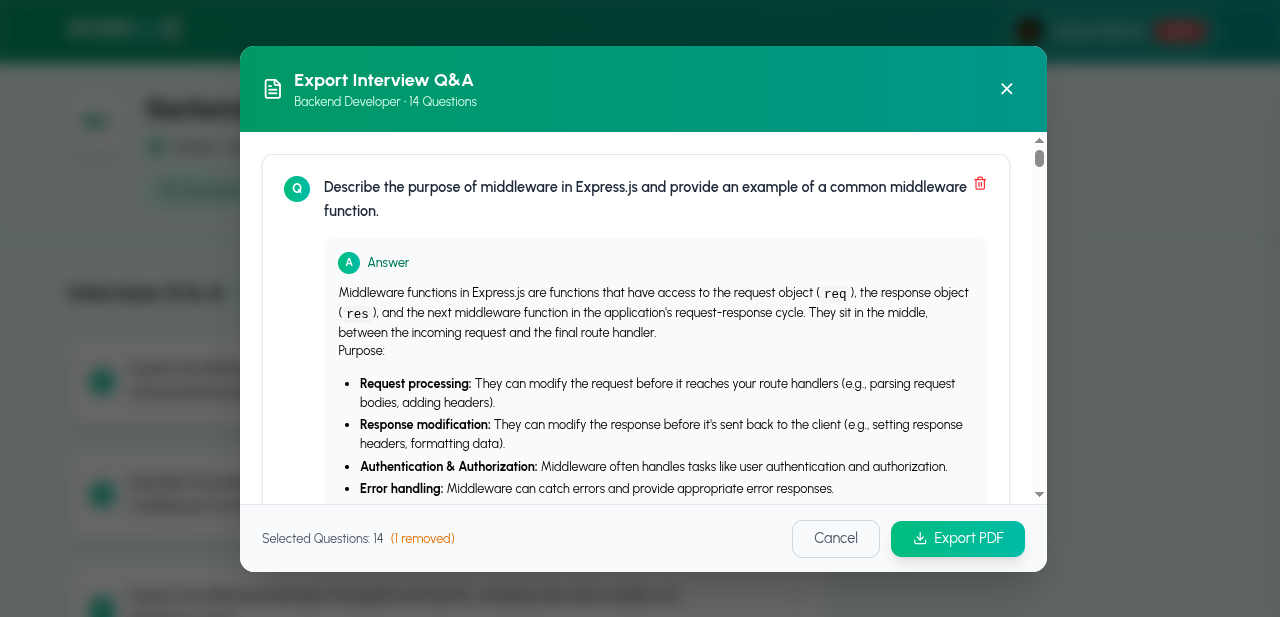 Export Interview Q&A
Backend Developer · 14 Questions
Q
Describe the purpose of middleware in Express.js and provide an example of a common middleware
function.
A Answer
Middleware functions in Express.js are functions that have access to the request object ( req ), the response object
( res ), and the next middleware function in the application's request-response cycle. They sit in the middle,
between the incoming request and the final route handler.
Purpose:
• Request processing: They can modify the request before it reaches your route handlers (e.g., parsing request
bodies, adding headers).
• Response modification: They can modify the response before it's sent back to the client (e.g., setting response
headers, formatting data).
• Authentication & Authorization: Middleware often handles tasks like user authentication and authorization.
• Error handling: Middleware can catch errors and provide appropriate error responses.
Selected Questions: 14 (1 removed)
Cancel
Export PDF